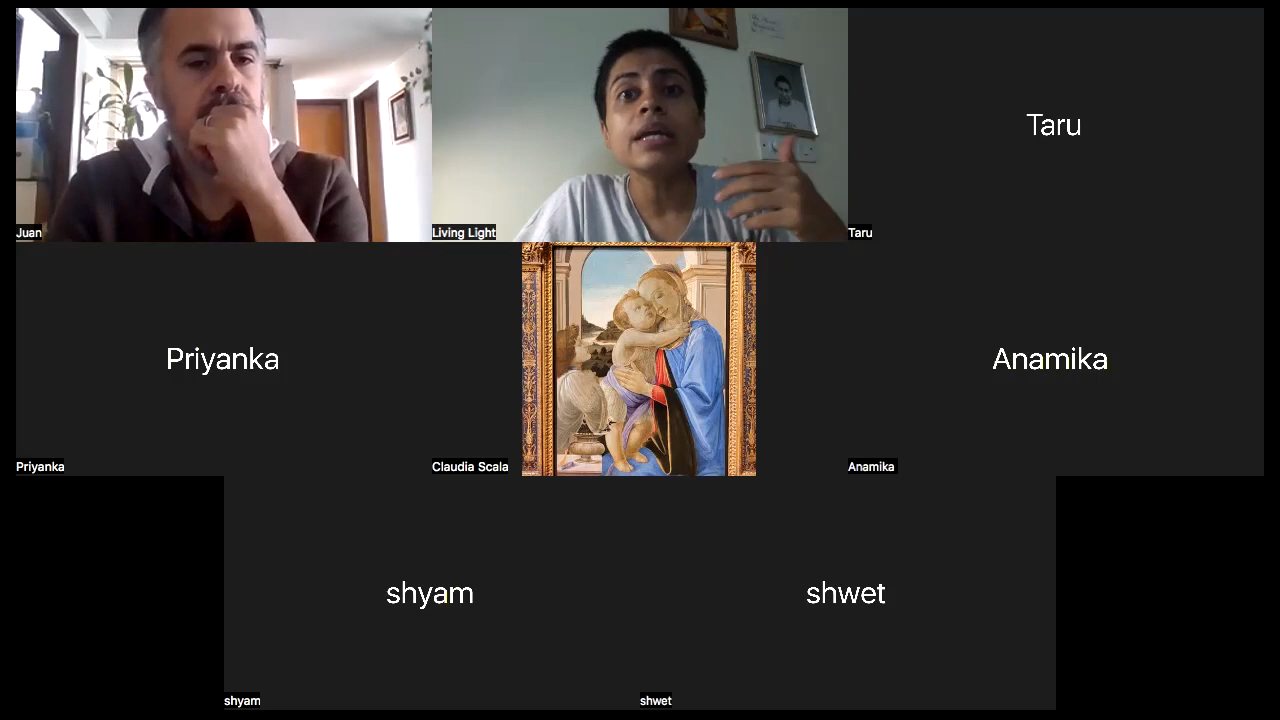 Taru
Juan
Living Light
Taru
Priyanka
Anamika
Priyanka
Claudia Scala
Anamika
shyam
shwet
shyam
shwet